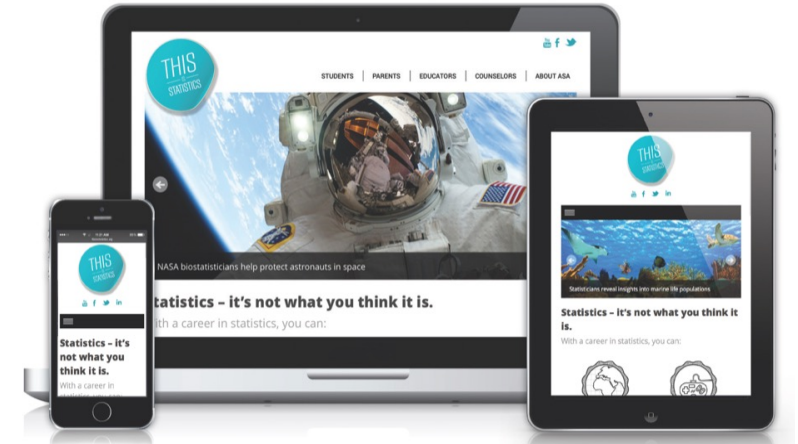 THIS
IS
STATISTICS
STUDENTS | PARENTS | EDUCATORS | COUNSELORS | ABOUT ASA
NASA biostatisticians help protect astronauts in space
tatistics – it's not what you think it is.
ith a career in statistics, you can:
THIS
STATISTICS
Statistics – it's
not what you
think it is.
With a career in
THIS
STATISTICS
Statisticians reveal insights into marine life populations
Statistics – it's not what you think it
is.
With a career in statistics, you can: